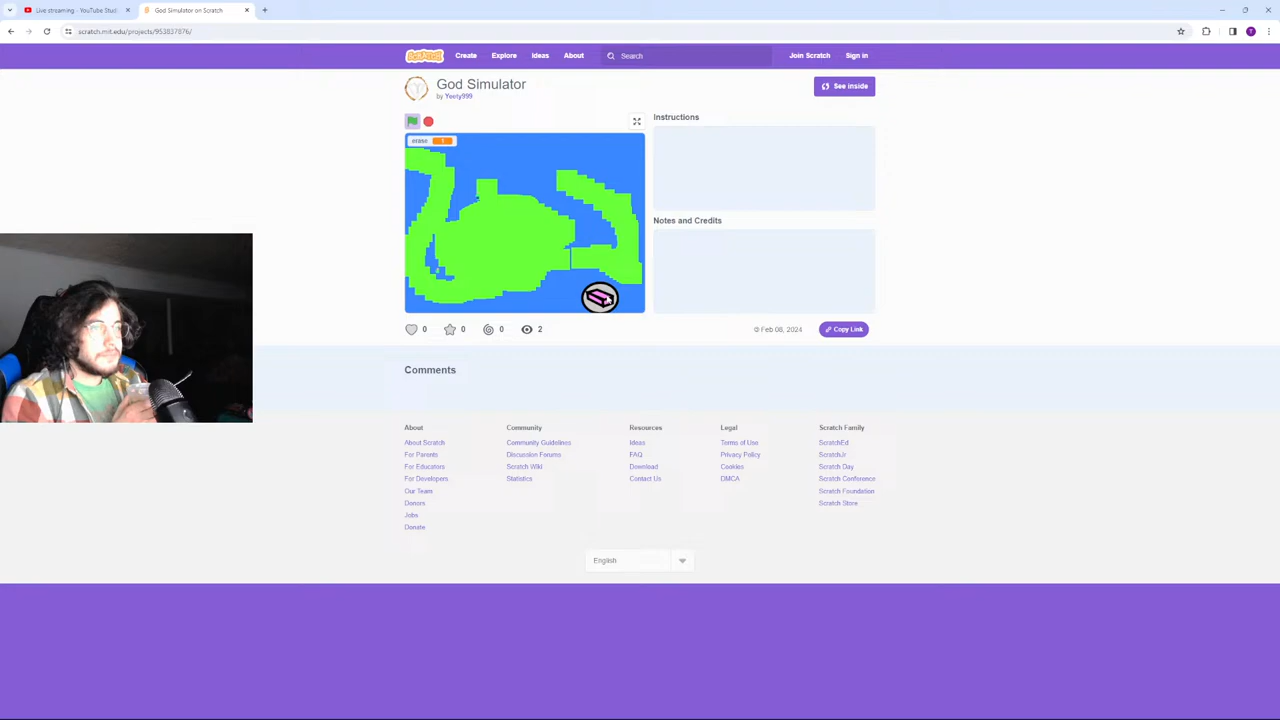 Live streaming - YouTube Stud
God Simulator on Scratch
scratch.mit.edu/projects/953837876/
SCRATCH
Create
Explore
Ideas
About
Search
Join Scratch
Sign in
God Simulator
by Yeety999
See inside
Instructions
erase
Notes and Credits
0
0
0
2
© Feb 08, 2024
Copy Link
Comments
About
Community
Resources
Legal
Scratch Family
About Scratch
Community Guidelines
Ideas
Terms of Use
ScratchEd
For Parents
Discussion Forums
FAQ
Privacy Policy
ScratchJr
For Educators
Scratch Wiki
Download
Cookies
Scratch Day
For Developers
Statistics
Contact Us
DMCA
Scratch Conference
Our Team
Scratch Foundation
Donors
Scratch Store
Jobs
Donate
English